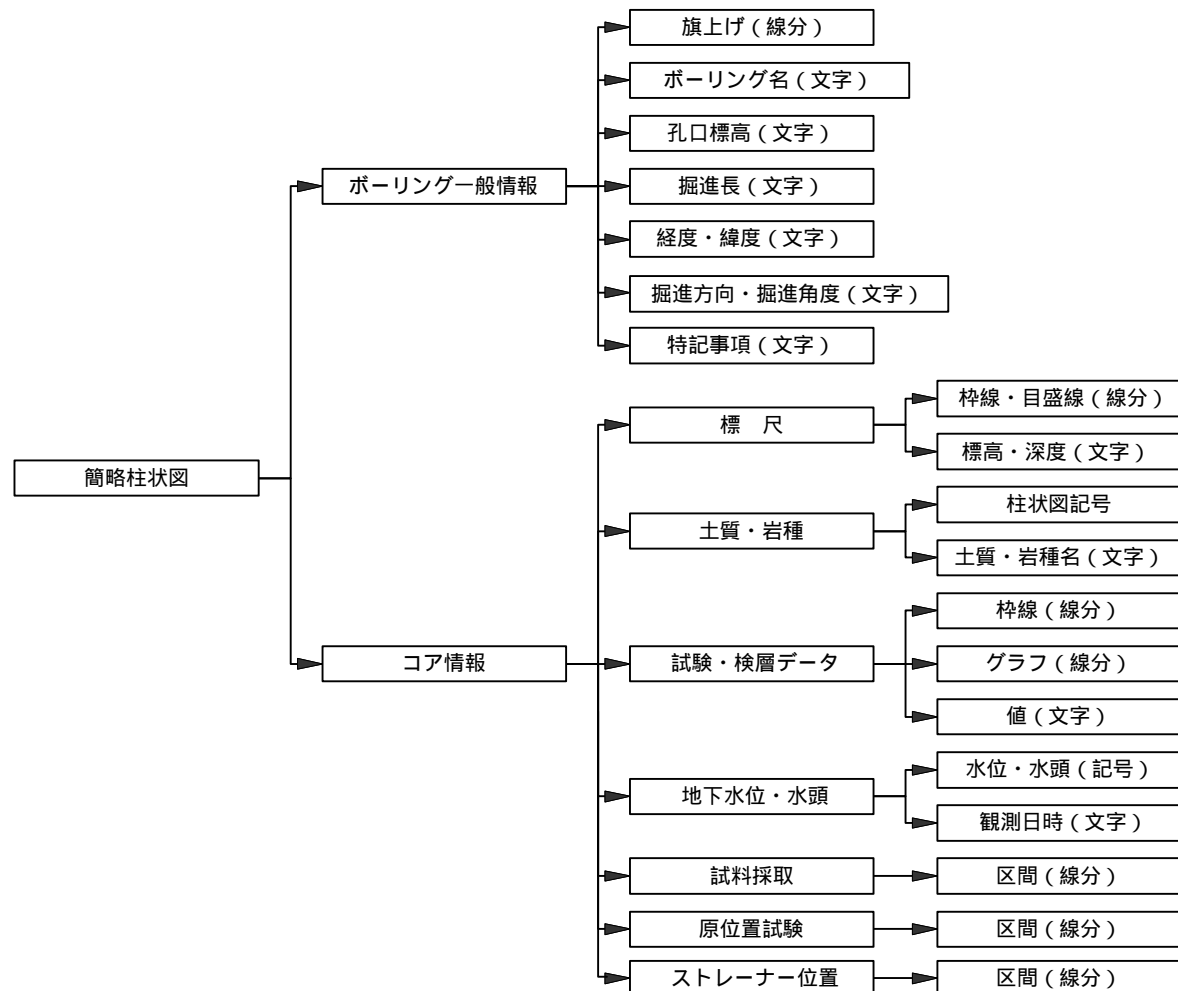 旗上げ（線分）
ボーリング名（文字）
孔口標高（文字）
ボーリング一般情報
掘進長（文字）
経度・緯度（文字）
掘進方向・掘進角度（文字）
特記事項（文字）
簡略柱状図
標　尺
枠線・目盛線（線分）
標高・深度（文字）
土質・岩種
柱状図記号
土質・岩種名（文字）
コア情報
試験・検層データ
枠線（線分）
グラフ（線分）
値（文字）
地下水位・水頭
水位・水頭（記号）
観測日時（文字）
試料採取
区間（線分）
原位置試験
区間（線分）
ストレーナー位置
区間（線分）